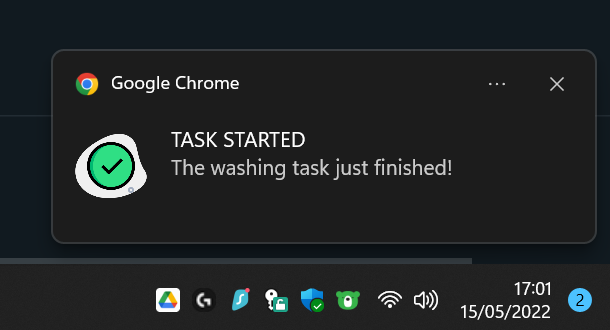 Google Chrome
TASK STARTED
The washing task just finished!
17:01
15/05/2022
2